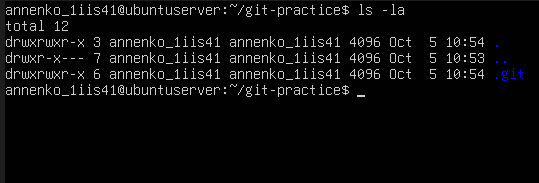 annenko_1iis41@ubuntuserver:~/git-practice$ ls -la
total 12
drwxrwxr-x 3 annenko_1iis41 annenko_1iis41 4096 Oct  5 10:54 .
drwxr-x--- 7 annenko_1iis41 annenko_1iis41 4096 Oct  5 10:53 ..
drwxrwxr-x 6 annenko_1iis41 annenko_1iis41 4096 Oct  5 10:54 .git
annenko_1iis41@ubuntuserver:~/git-practice$ _